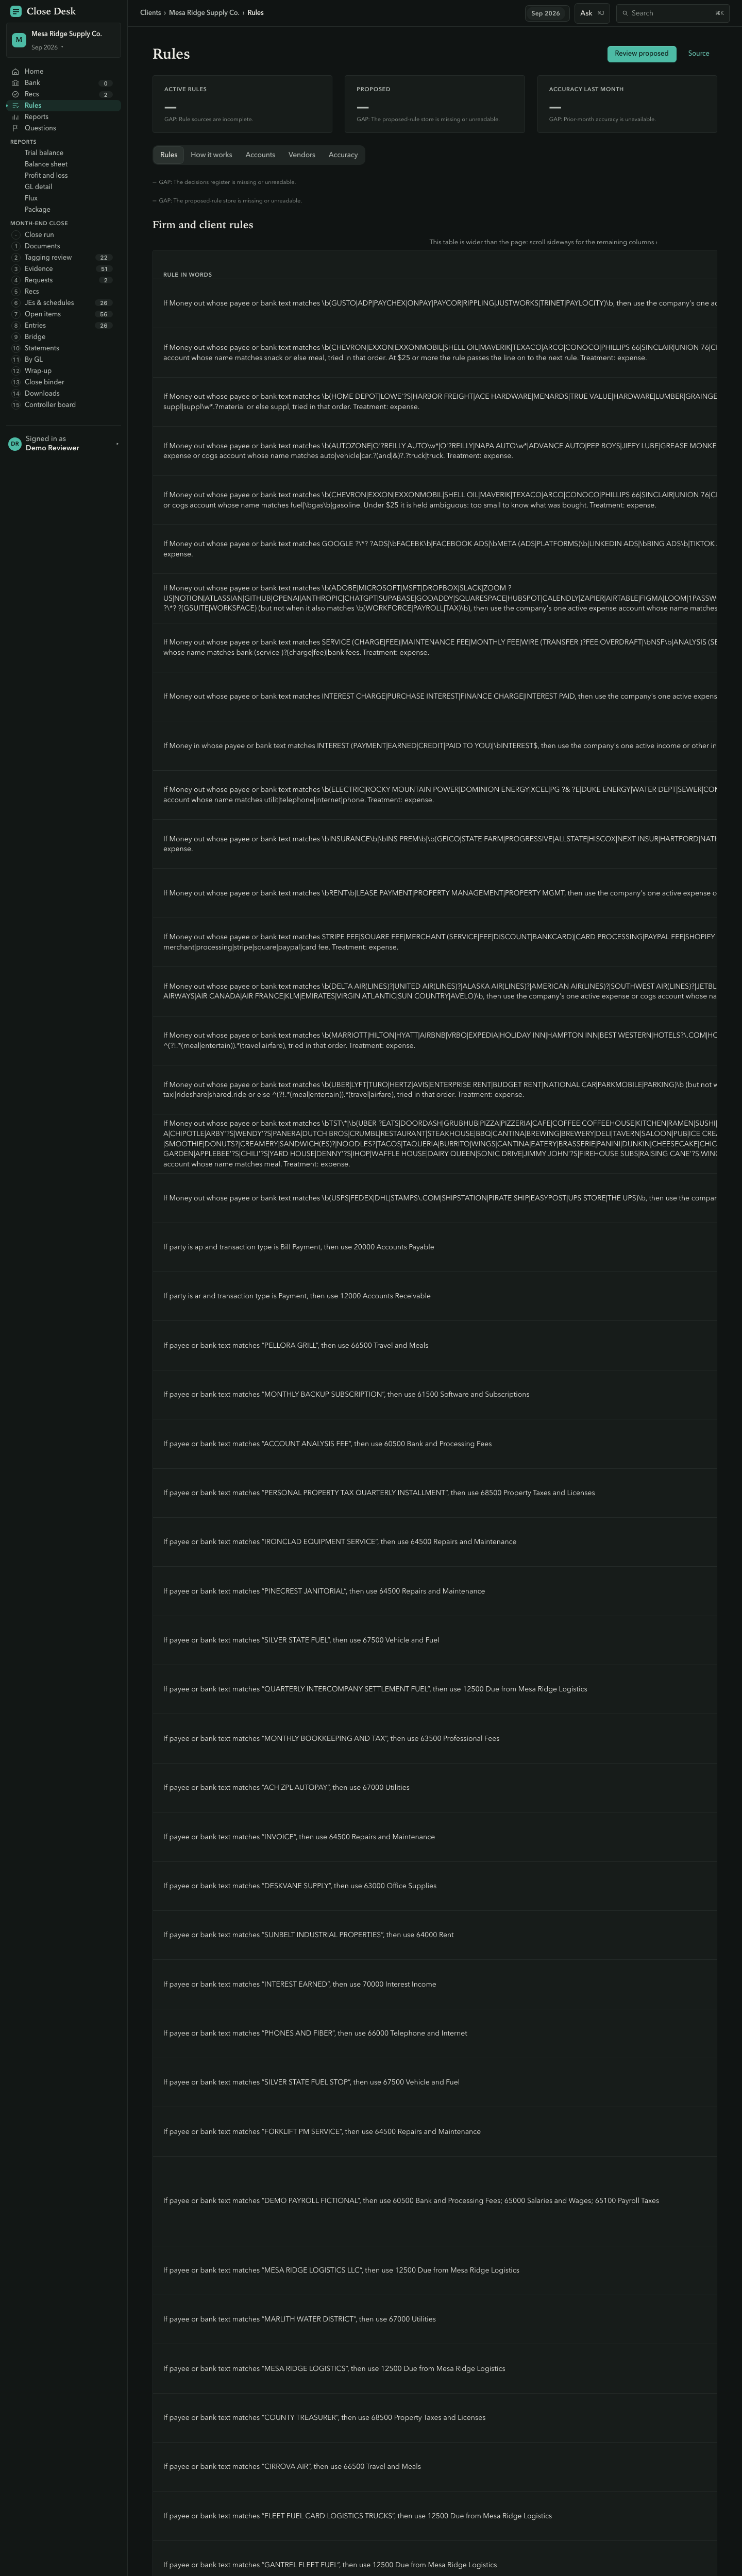 Close Desk
Clients › Mesa Ridge Supply Co. › Rules
Sep 2026
Ask ⌘J
Search ⌘K
M
Mesa Ridge Supply Co.
Sep 2026
Home
Bank 0
Recs 2
Rules
Reports
Questions
REPORTS
Trial balance
Balance sheet
Profit and loss
GL detail
Flux
Package
MONTH-END CLOSE
Close run
1 Documents
2 Tagging review 22
3 Evidence 51
4 Requests 2
5 Recs
6 JEs & schedules 26
7 Open items 56
8 Entries 26
9 Bridge
10 Statements
11 By GL
12 Wrap-up
13 Close binder
14 Downloads
15 Controller board
DR
Signed in as
Demo Reviewer
Rules
Review proposed
Source
ACTIVE RULES
—
GAP: Rule sources are incomplete.
PROPOSED
—
GAP: The proposed-rule store is missing or unreadable.
ACCURACY LAST MONTH
—
GAP: Prior-month accuracy is unavailable.
Rules How it works Accounts Vendors Accuracy
— GAP: The decisions register is missing or unreadable.
— GAP: The proposed-rule store is missing or unreadable.
Firm and client rules
This table is wider than the page: scroll sideways for the remaining columns ›
RULE IN WORDS
If Money out whose payee or bank text matches \b(GUSTO|ADP|PAYCHEX|ONPAY|PAYCOR|RIPPLING|JUSTWORKS|TRINET|PAYLOCITY)\b, then use the company's one ac
If Money out whose payee or bank text matches \b(CHEVRON|EXXON|EXXONMOBIL|SHELL OIL|MAVERIK|TEXACO|ARCO|CONOCO|PHILLIPS 66|SINCLAIR|UNION 76|CI
account whose name matches snack or else meal, tried in that order. At $25 or more the rule passes the line on to the next rule. Treatment: expense.
If Money out whose payee or bank text matches \b(HOME DEPOT|LOWE'?S|HARBOR FREIGHT|ACE HARDWARE|MENARDS|TRUE VALUE|HARDWARE|LUMBER|GRAINGE
suppl|suppl\w*.?material or else suppl, tried in that order. Treatment: expense.
If Money out whose payee or bank text matches \b(AUTOZONE|O'?REILLY AUTO\w*|O'?REILLY|NAPA AUTO\w*|ADVANCE AUTO|PEP BOYS|JIFFY LUBE|GREASE MONKE
expense or cogs account whose name matches auto|vehicle|car.?(and|&)?.?truck|truck. Treatment: expense.
If Money out whose payee or bank text matches \b(CHEVRON|EXXON|EXXONMOBIL|SHELL OIL|MAVERIK|TEXACO|ARCO|CONOCO|PHILLIPS 66|SINCLAIR|UNION 76|CI
or cogs account whose name matches fuel|\bgas\b|gasoline. Under $25 it is held ambiguous: too small to know what was bought. Treatment: expense.
If Money out whose payee or bank text matches GOOGLE ?\*? ?ADS|\bFACEBK\b|FACEBOOK ADS|\bMETA (ADS|PLATFORMS)\b|LINKEDIN ADS|\bBING ADS\b|TIKTOK
expense.
If Money out whose payee or bank text matches \b(ADOBE|MICROSOFT|MSFT|DROPBOX|SLACK|ZOOM ?
US|NOTION|ATLASSIAN|GITHUB|OPENAI|ANTHROPIC|CHATGPT|SUPABASE|GODADDY|SQUARESPACE|HUBSPOT|CALENDLY|ZAPIER|AIRTABLE|FIGMA|LOOM|1PASSW
?\*? ?(GSUITE|WORKSPACE) (but not when it also matches \b(WORKFORCE|PAYROLL|TAX)\b), then use the company's one active expense account whose name matches
If Money out whose payee or bank text matches SERVICE (CHARGE|FEE)|MAINTENANCE FEE|MONTHLY FEE|WIRE (TRANSFER )?FEE|OVERDRAFT|\bNSF\b|ANALYSIS (SE
whose name matches bank (service )?(charge|fee)|bank fees. Treatment: expense.
If Money out whose payee or bank text matches INTEREST CHARGE|PURCHASE INTEREST|FINANCE CHARGE|INTEREST PAID, then use the company's one active expens
If Money in whose payee or bank text matches INTEREST (PAYMENT|EARNED|CREDIT|PAID TO YOU)|\bINTEREST$, then use the company's one active income or other in
If Money out whose payee or bank text matches \b(ELECTRIC|ROCKY MOUNTAIN POWER|DOMINION ENERGY|XCEL|PG ?& ?E|DUKE ENERGY|WATER DEPT|SEWER|COM
account whose name matches utilit|telephone|internet|phone. Treatment: expense.
If Money out whose payee or bank text matches \bINSURANCE\b|\bINS PREM\b|\b(GEICO|STATE FARM|PROGRESSIVE|ALLSTATE|HISCOX|NEXT INSUR|HARTFORD|NATI
expense.
If Money out whose payee or bank text matches \bRENT\b|LEASE PAYMENT|PROPERTY MANAGEMENT|PROPERTY MGMT, then use the company's one active expense o
If Money out whose payee or bank text matches STRIPE FEE|SQUARE FEE|MERCHANT (SERVICE|FEE|DISCOUNT|BANKCARD)|CARD PROCESSING|PAYPAL FEE|SHOPIFY
merchant|processing|stripe|square|paypal|card fee. Treatment: expense.
If Money out whose payee or bank text matches \b(DELTA AIR(LINES)?|UNITED AIR(LINES)?|ALASKA AIR(LINES)?|AMERICAN AIR(LINES)?|SOUTHWEST AIR(LINES)?|JETBL
AIRWAYS|AIR CANADA|AIR FRANCE|KLM|EMIRATES|VIRGIN ATLANTIC|SUN COUNTRY|AVELO)\b, then use the company's one active expense or cogs account whose na
If Money out whose payee or bank text matches \b(MARRIOTT|HILTON|HYATT|AIRBNB|VRBO|EXPEDIA|HOLIDAY INN|HAMPTON INN|BEST WESTERN|HOTELS?\.COM|HO
^(?!.*(meal|entertain)).*(travel|airfare), tried in that order. Treatment: expense.
If Money out whose payee or bank text matches \b(UBER|LYFT|TURO|HERTZ|AVIS|ENTERPRISE RENT|BUDGET RENT|NATIONAL CAR|PARKMOBILE|PARKING)\b (but not w
taxi|rideshare|shared.ride or else ^(?!.*(meal|entertain)).*(travel|airfare), tried in that order. Treatment: expense.
If Money out whose payee or bank text matches \bTST\*|\b(UBER ?EATS|DOORDASH|GRUBHUB|PIZZA|PIZZERIA|CAFE|COFFEE|COFFEEHOUSE|KITCHEN|RAMEN|SUSHI|
A|CHIPOTLE|ARBY'?S|WENDY'?S|PANERA|DUTCH BROS|CRUMBL|RESTAURANT|STEAKHOUSE|BBQ|CANTINA|BREWING|BREWERY|DELI|TAVERN|SALOON|PUB|ICE CREA
|SMOOTHIE|DONUTS?|CREAMERY|SANDWICH(ES)?|NOODLES?|TACOS|TAQUERIA|BURRITO|WINGS|CANTINA|EATERY|BRASSERIE|PANINI|DUNKIN|CHEESECAKE|CHIC
GARDEN|APPLEBEE'?S|CHILI'?S|YARD HOUSE|DENNY'?S|IHOP|WAFFLE HOUSE|DAIRY QUEEN|SONIC DRIVE|JIMMY JOHN'?S|FIREHOUSE SUBS|RAISING CANE'?S|WING
account whose name matches meal. Treatment: expense.
If Money out whose payee or bank text matches \b(USPS|FEDEX|DHL|STAMPS\.COM|SHIPSTATION|PIRATE SHIP|EASYPOST|UPS STORE|THE UPS)\b, then use the compan
If party is ap and transaction type is Bill Payment, then use 20000 Accounts Payable
If party is ar and transaction type is Payment, then use 12000 Accounts Receivable
If payee or bank text matches “PELLORA GRILL”, then use 66500 Travel and Meals
If payee or bank text matches “MONTHLY BACKUP SUBSCRIPTION”, then use 61500 Software and Subscriptions
If payee or bank text matches “ACCOUNT ANALYSIS FEE”, then use 60500 Bank and Processing Fees
If payee or bank text matches “PERSONAL PROPERTY TAX QUARTERLY INSTALLMENT”, then use 68500 Property Taxes and Licenses
If payee or bank text matches “IRONCLAD EQUIPMENT SERVICE”, then use 64500 Repairs and Maintenance
If payee or bank text matches “PINECREST JANITORIAL”, then use 64500 Repairs and Maintenance
If payee or bank text matches “SILVER STATE FUEL”, then use 67500 Vehicle and Fuel
If payee or bank text matches “QUARTERLY INTERCOMPANY SETTLEMENT FUEL”, then use 12500 Due from Mesa Ridge Logistics
If payee or bank text matches “MONTHLY BOOKKEEPING AND TAX”, then use 63500 Professional Fees
If payee or bank text matches “ACH ZPL AUTOPAY”, then use 67000 Utilities
If payee or bank text matches “INVOICE”, then use 64500 Repairs and Maintenance
If payee or bank text matches “DESKVANE SUPPLY”, then use 63000 Office Supplies
If payee or bank text matches “SUNBELT INDUSTRIAL PROPERTIES”, then use 64000 Rent
If payee or bank text matches “INTEREST EARNED”, then use 70000 Interest Income
If payee or bank text matches “PHONES AND FIBER”, then use 66000 Telephone and Internet
If payee or bank text matches “SILVER STATE FUEL STOP”, then use 67500 Vehicle and Fuel
If payee or bank text matches “FORKLIFT PM SERVICE”, then use 64500 Repairs and Maintenance
If payee or bank text matches “DEMO PAYROLL FICTIONAL”, then use 60500 Bank and Processing Fees; 65000 Salaries and Wages; 65100 Payroll Taxes
If payee or bank text matches “MESA RIDGE LOGISTICS LLC”, then use 12500 Due from Mesa Ridge Logistics
If payee or bank text matches “MARLITH WATER DISTRICT”, then use 67000 Utilities
If payee or bank text matches “MESA RIDGE LOGISTICS”, then use 12500 Due from Mesa Ridge Logistics
If payee or bank text matches “COUNTY TREASURER”, then use 68500 Property Taxes and Licenses
If payee or bank text matches “CIRROVA AIR”, then use 66500 Travel and Meals
If payee or bank text matches “FLEET FUEL CARD LOGISTICS TRUCKS”, then use 12500 Due from Mesa Ridge Logistics
If payee or bank text matches “GANTREL FLEET FUEL”, then use 12500 Due from Mesa Ridge Logistics